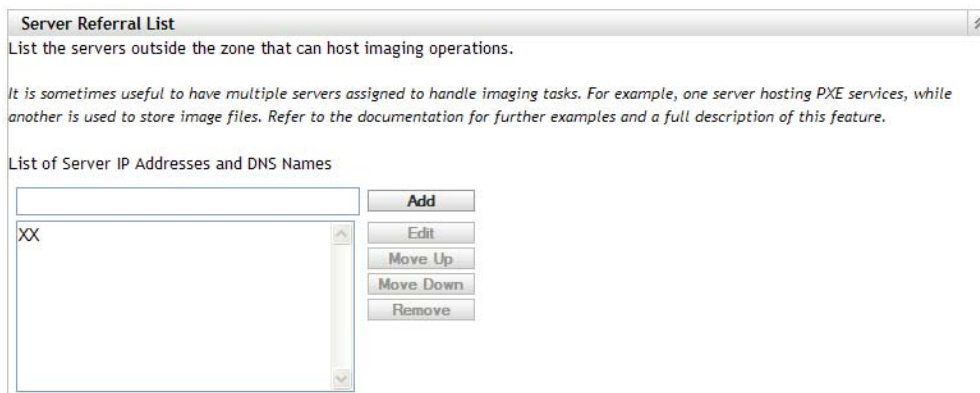 Server Referral List
List the servers outside the zone that can host imaging operations.
It is sometimes useful to have multiple servers assigned to handle imaging tasks. For example, one server hosting PXE services, while
another is used to store image files. Refer to the documentation for further examples and a full description of this feature.
List of Server IP Addresses and DNS Names
Add
XX
Edit
Move Up
Move Down
Remove